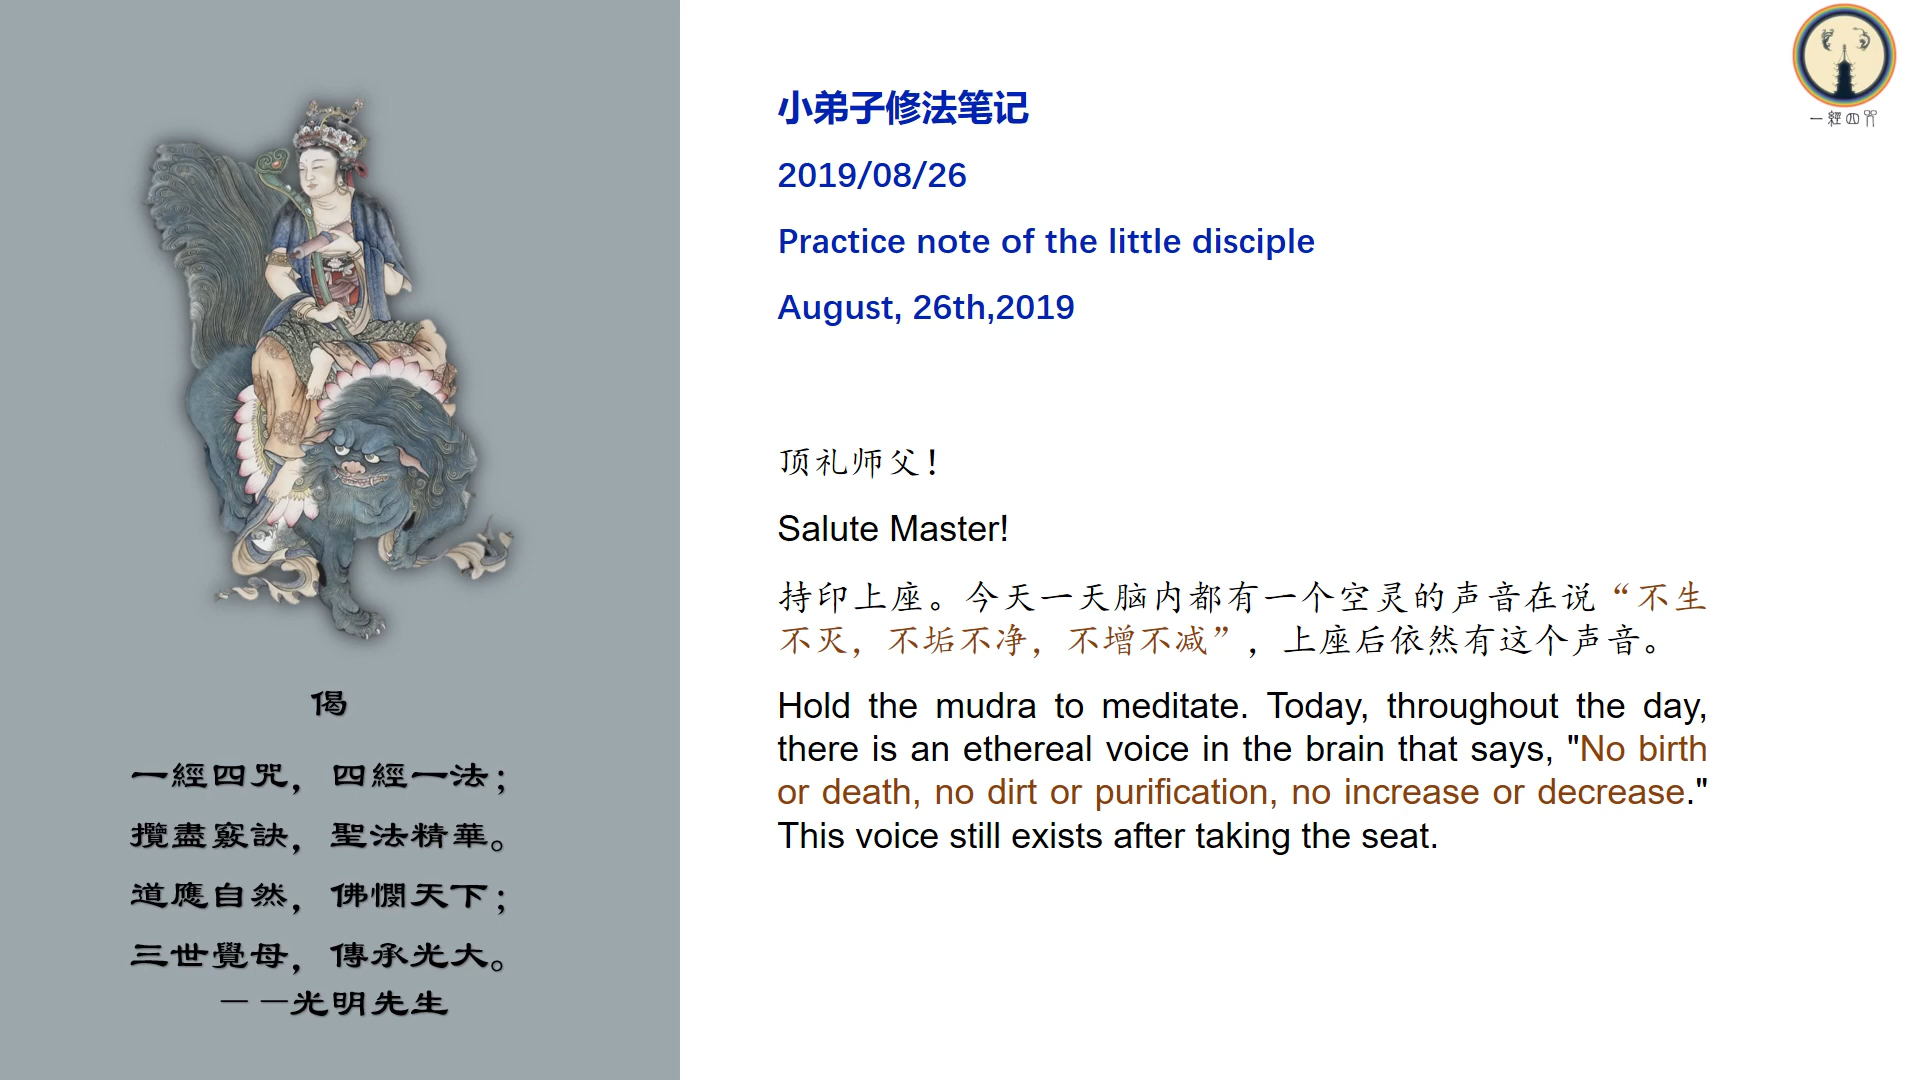 偈
一經四咒，四經一法；
攬盡竅訣，聖法精華。
道應自然，佛憫天下；
三世覺母，傳承光大。
——光明先生
一經四咒
小弟子修法笔记
2019/08/26
Practice note of the little disciple
August, 26th,2019
顶礼师父！
Salute Master!
持印上座。今天一天脑内都有一个空灵的声音在说“不生
不灭，不垢不净，不增不减”，上座后依然有这个声音。
Hold the mudra to meditate. Today, throughout the day,
there is an ethereal voice in the brain that says, "No birth
or death, no dirt or purification, no increase or decrease."
This voice still exists after taking the seat.